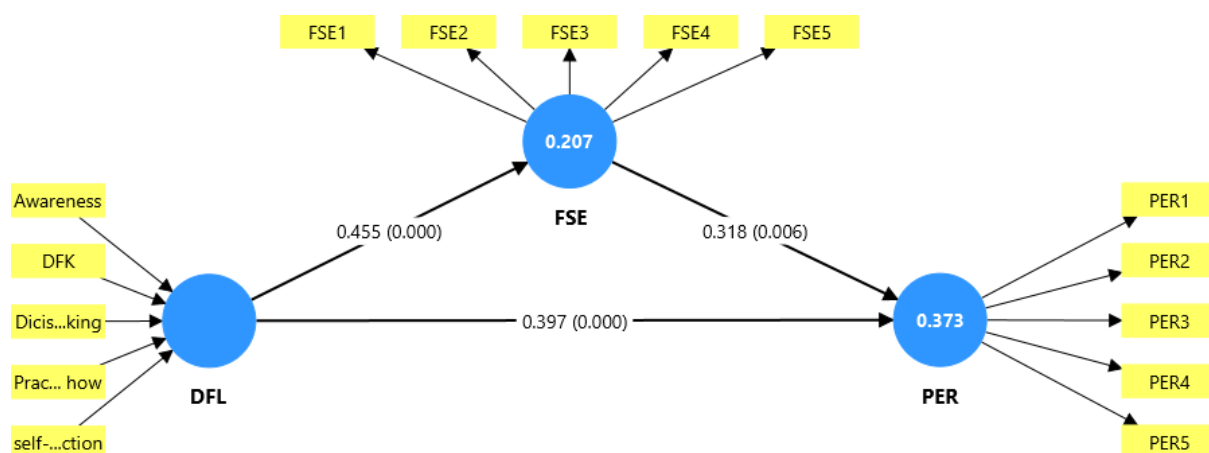 FSE1
FSE2
FSE3
FSE4
FSE5
0.207
FSE
Awareness
DFK
Dicis...king
Prac... how
self-...ction
DFL
0.455 (0.000)
0.318 (0.006)
0.397 (0.000)
0.373
PER
PER1
PER2
PER3
PER4
PER5